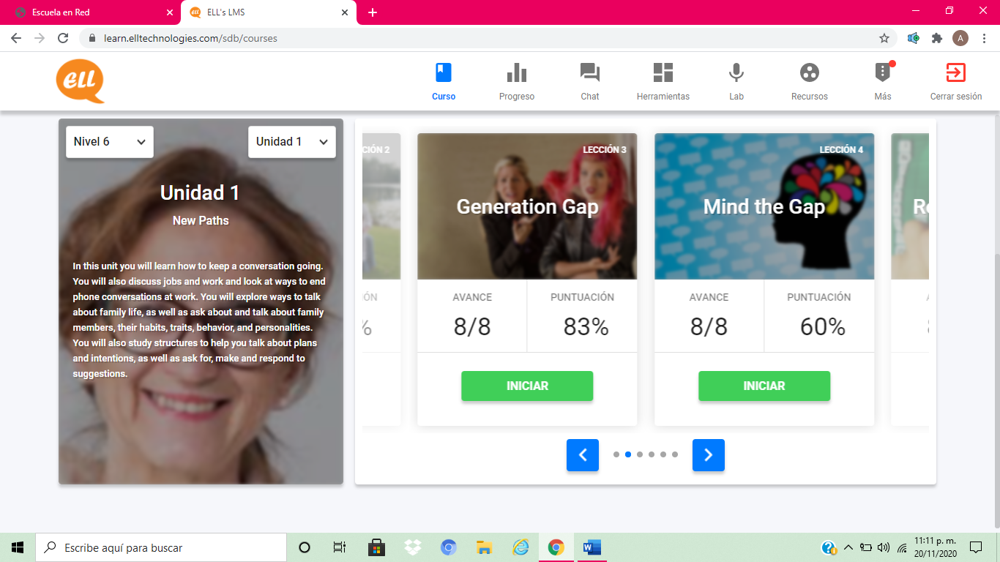 Escuela en Red
ELL's LMS
learn.elltechnologies.com/sdb/courses
A
ell
Curso
Progreso
Chat
Herramientas
Lab
Recursos
Más
Cerrar sesión
Nivel 6
Unidad 1
Unidad 1
New Paths
In this unit you will learn how to keep a conversation going.
You will also discuss jobs and work and look at ways to end
phone conversations at work. You will explore ways to talk
about family life, as well as ask about and talk about family
members, their habits, traits, behavior, and personalities.
You will also study structures to help you talk about plans
and intentions, as well as ask for, make and respond to
suggestions.
CIÓN 2
ÓN
%
LECCIÓN 3
Generation Gap
AVANCE
PUNTUACIÓN
8/8
83%
INICIAR
LECCIÓN 4
Mind the Gap
AVANCE
PUNTUACIÓN
8/8
60%
INICIAR
Escribe aquí para buscar
11:11 p. m.
20/11/2020